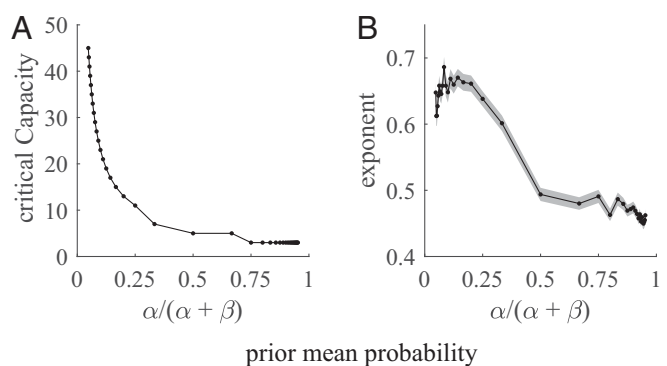 A
B
critical Capacity
50
40
30
20
10
0
0
0.25
0.5
0.75
1
α/(α + β)
exponent
0.7
0.6
0.5
0.4
0
0.25
0.5
0.75
1
α/(α + β)
prior mean probability